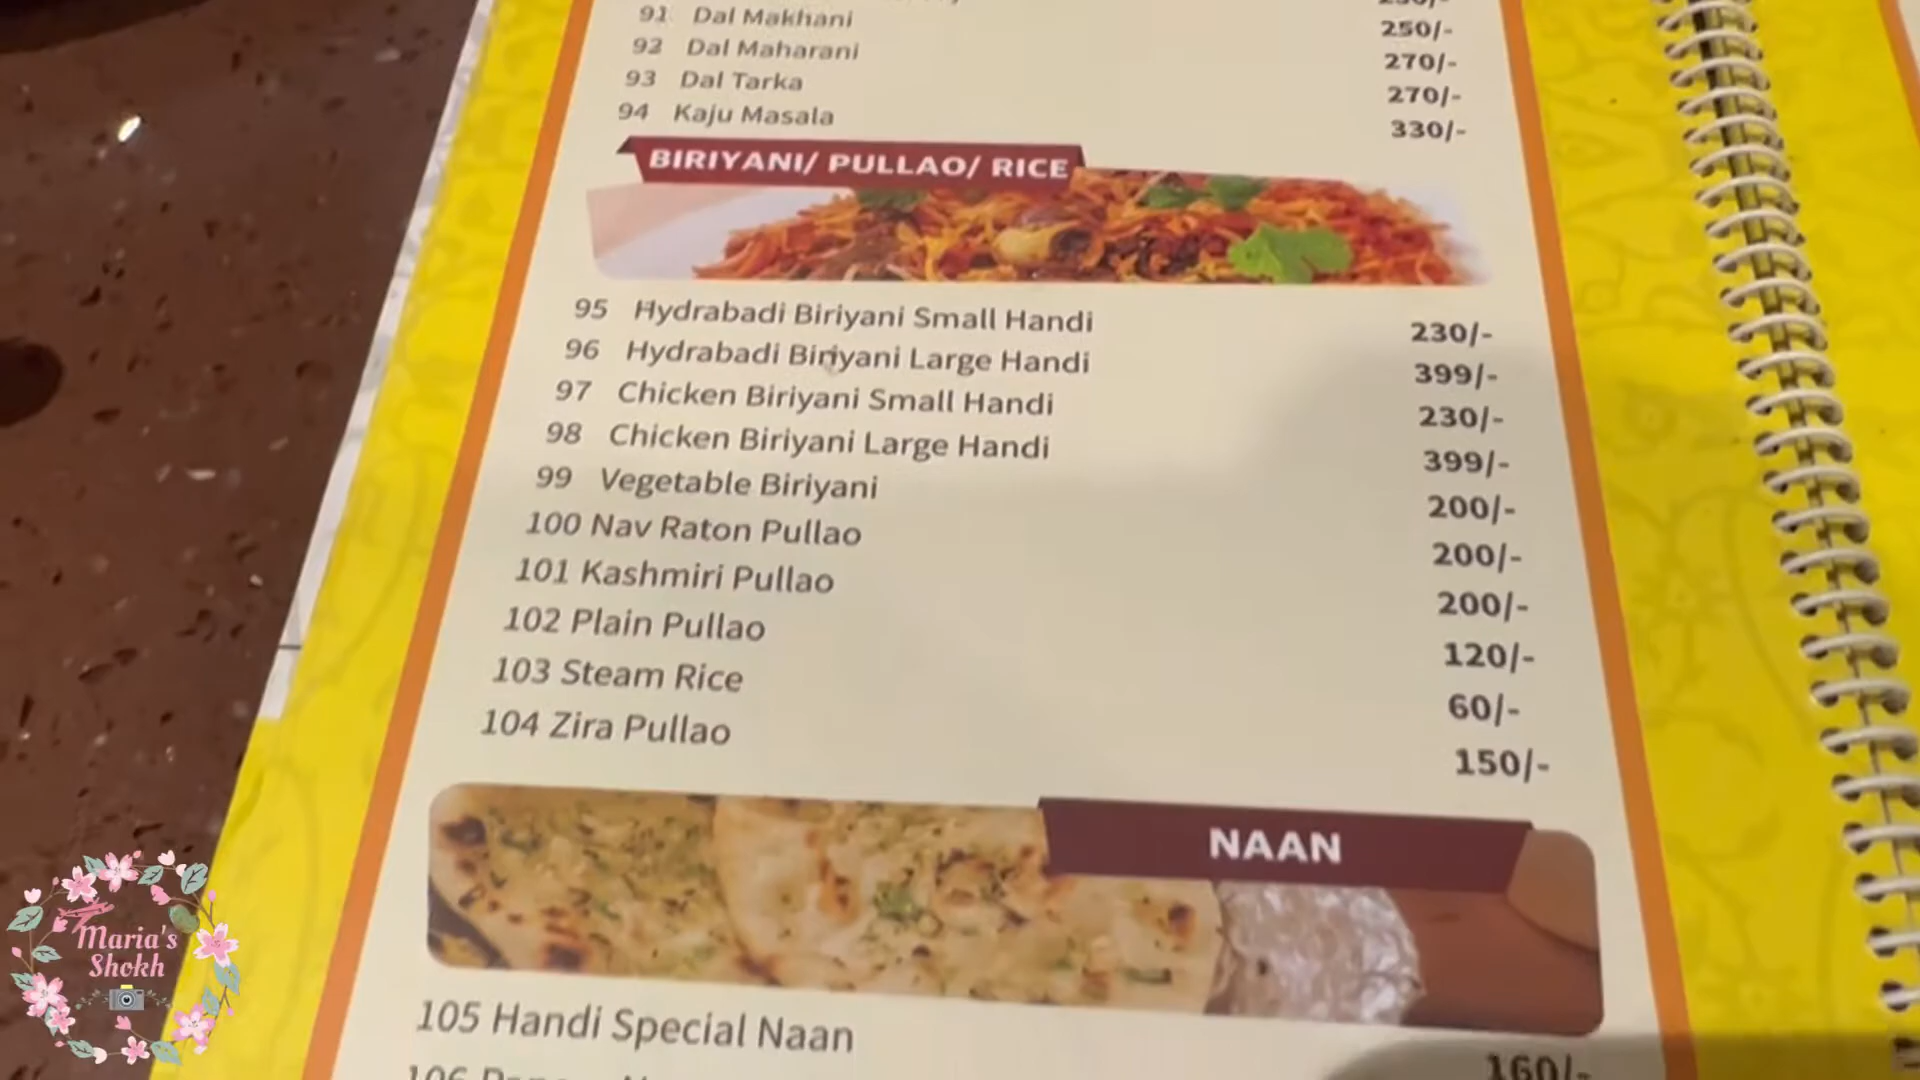 91 Dal Makhani 250/-
92 Dal Maharani 270/-
93 Dal Tarka 270/-
94 Kaju Masala 330/-
BIRIYANI/ PULLAO/ RICE
95 Hydrabadi Biriyani Small Handi 230/-
96 Hydrabadi Biriyani Large Handi 399/-
97 Chicken Biriyani Small Handi 230/-
98 Chicken Biriyani Large Handi 399/-
99 Vegetable Biriyani 200/-
100 Nav Raton Pullao 200/-
101 Kashmiri Pullao 200/-
102 Plain Pullao 120/-
103 Steam Rice 60/-
104 Zira Pullao 150/-
NAAN
105 Handi Special Naan 160/-
Maria's
Shokh